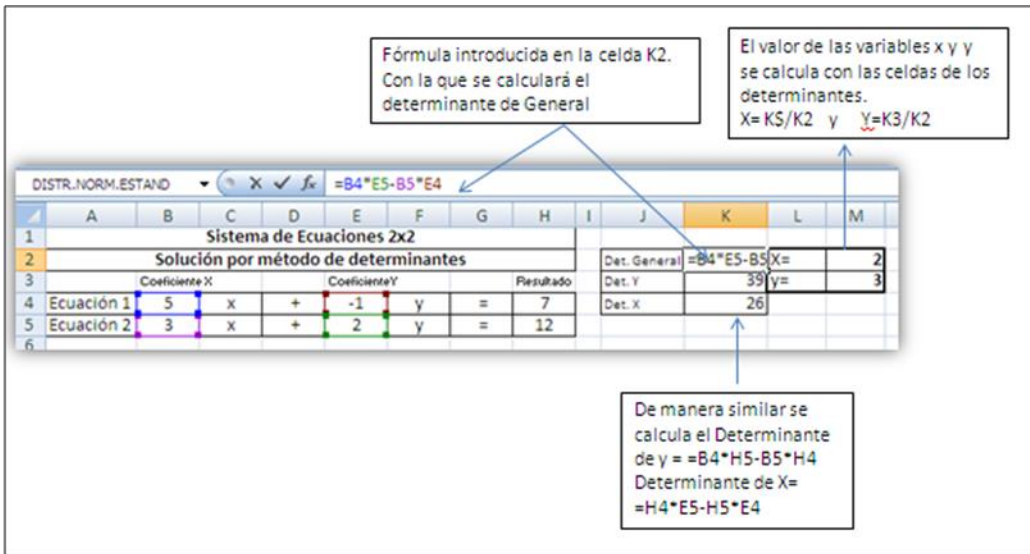 Fórmula introducida en la celda K2.
Con la que se calculará el
determinante de General
El valor de las variables x y y
se calcula con las celdas de los
determinantes.
X= K$/K2 y Y=K3/K2
DISTR.NORM.ESTAND fx =B4*E5-B5*E4
A B C D E F G H I J K L M
1 Sistema de Ecuaciones 2x2
2 Solución por método de determinantes Det. General =B4*E5-B5 X= 2
3 Coeficiente X CoeficienteY Resultado Det. Y 39 y= 3
4 Ecuación 1 5 x + -1 y = 7 Det. X 26
5 Ecuación 2 3 x + 2 y = 12
6
De manera similar se
calcula el Determinante
de y = =B4*H5-B5*H4
Determinante de X=
=H4*E5-H5*E4